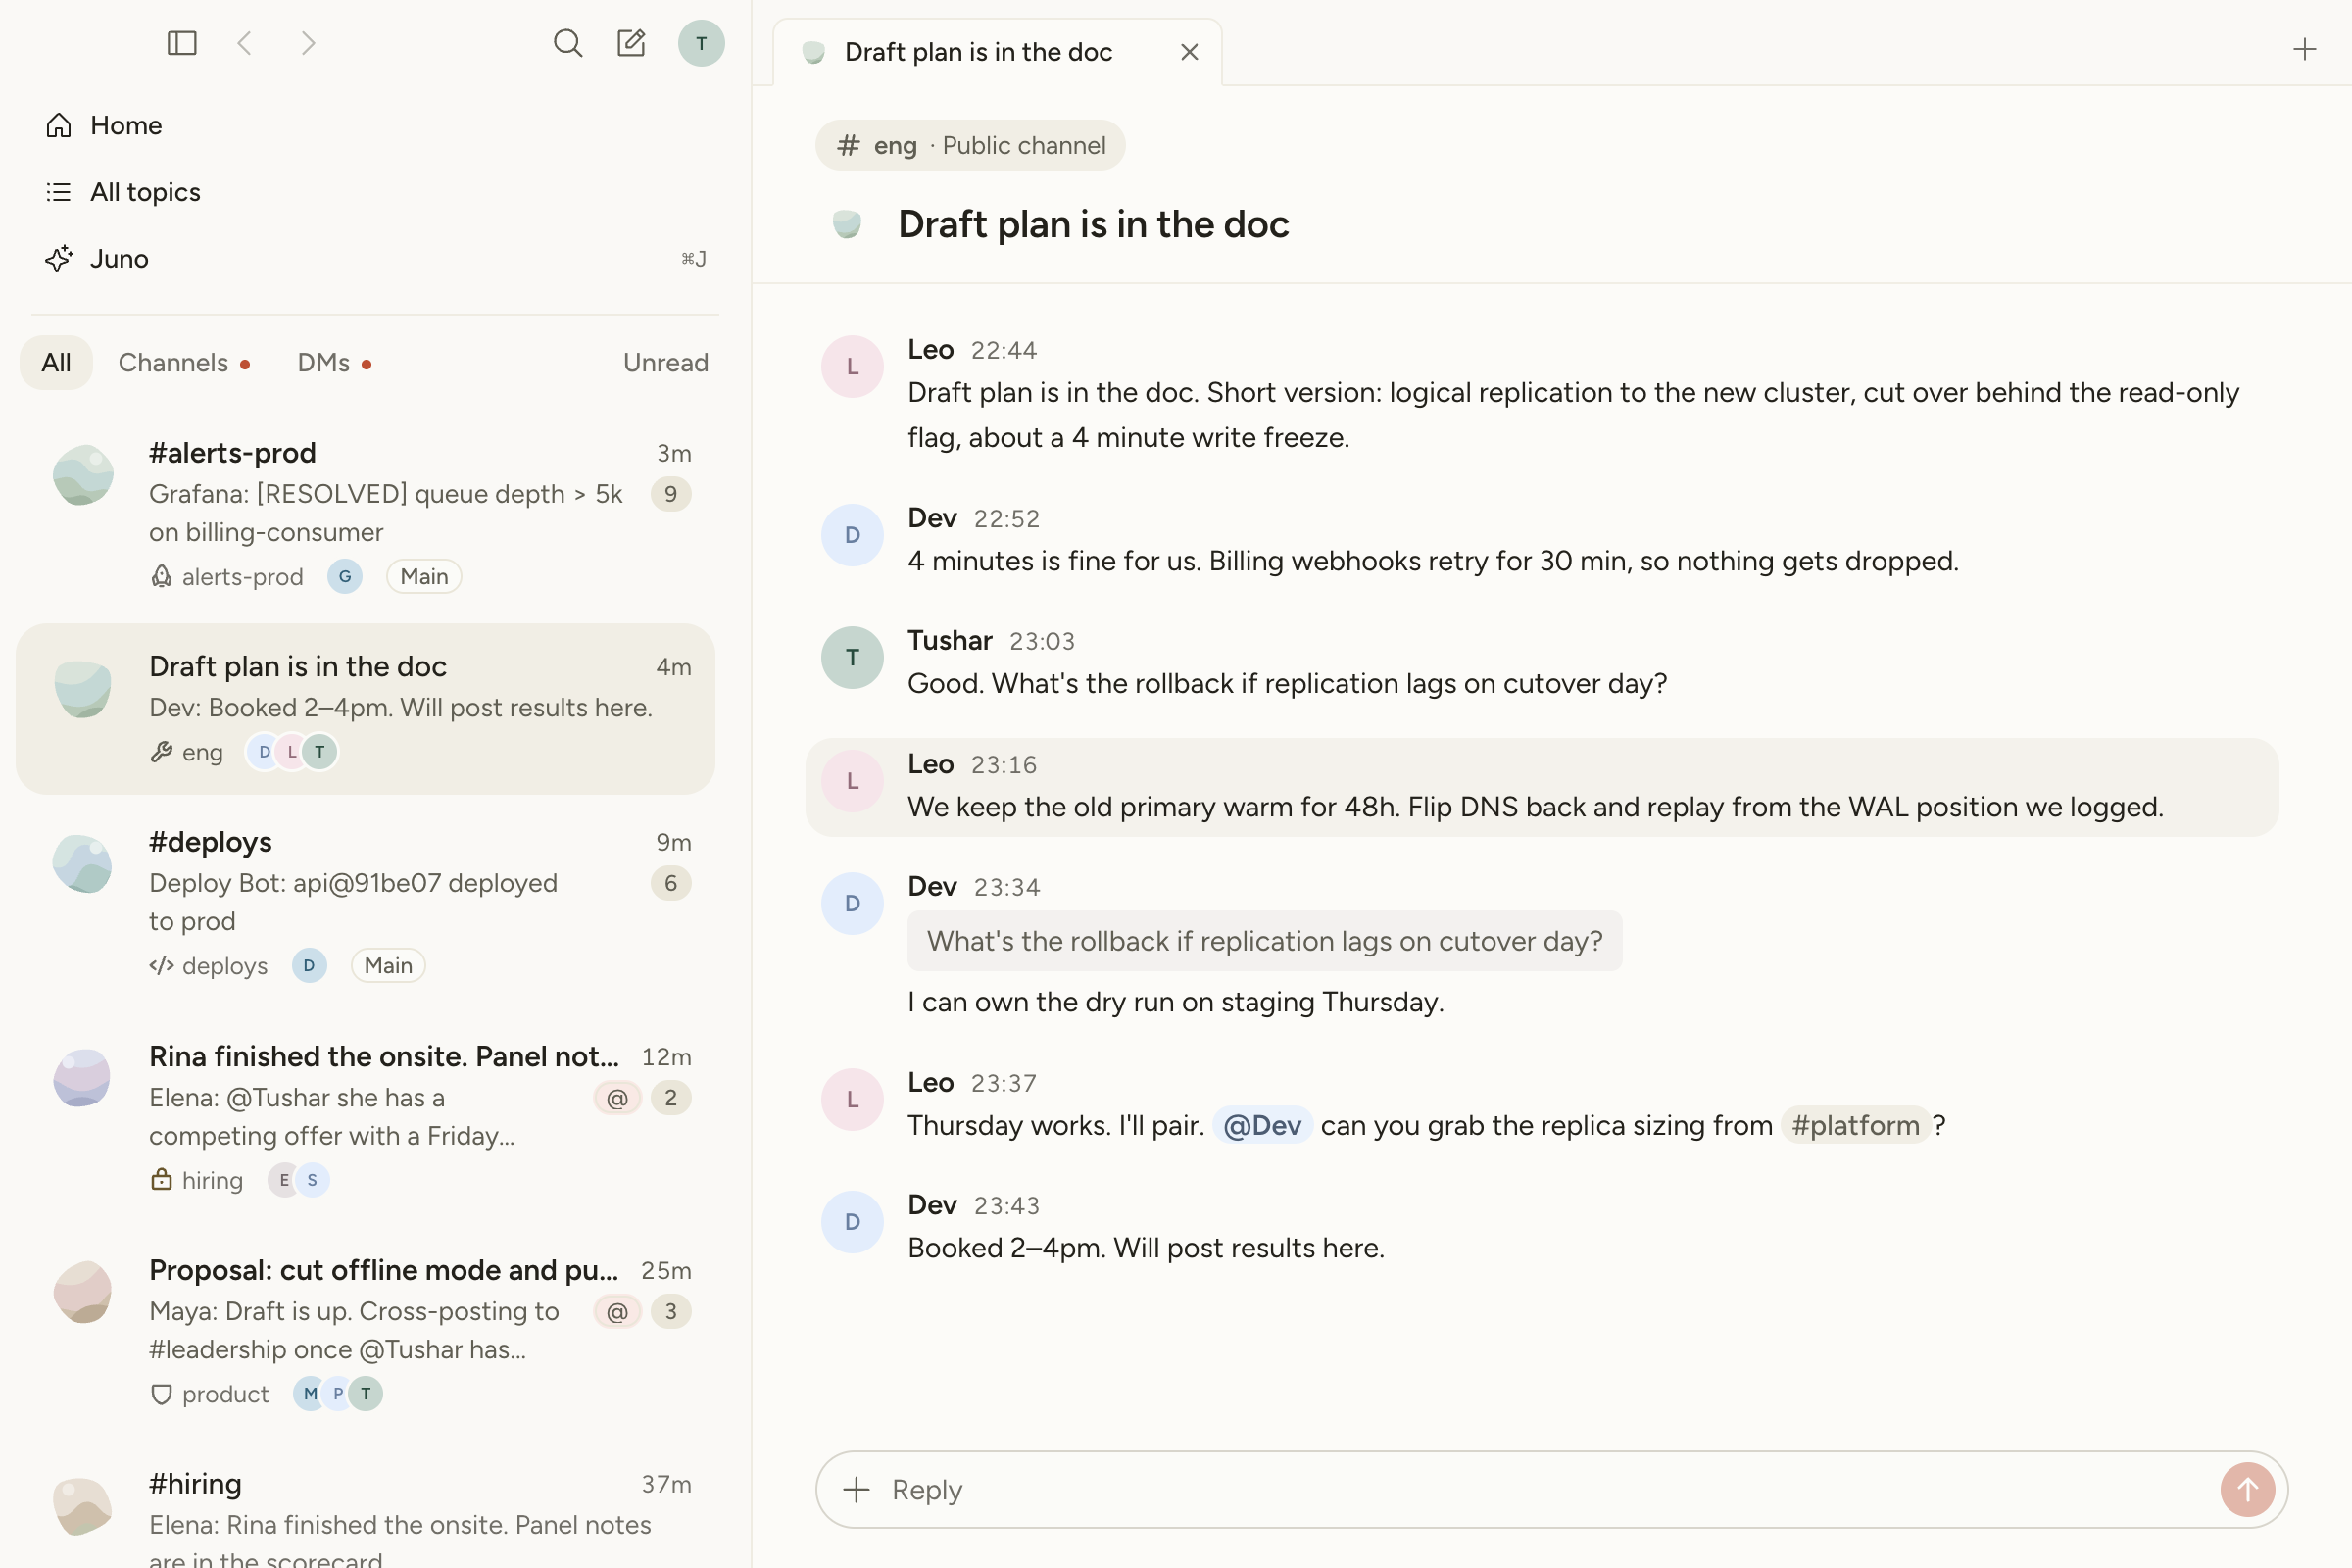 T
Home
All topics
Juno ⌘J
All Channels DMs Unread
#alerts-prod 3m
Grafana: [RESOLVED] queue depth > 5k 9
on billing-consumer
alerts-prod G Main
Draft plan is in the doc 4m
Dev: Booked 2–4pm. Will post results here.
eng D L T
#deploys 9m
Deploy Bot: api@91be07 deployed 6
to prod
deploys D Main
Rina finished the onsite. Panel not... 12m
Elena: @Tushar she has a @ 2
competing offer with a Friday...
hiring E S
Proposal: cut offline mode and pu... 25m
Maya: Draft is up. Cross-posting to @ 3
#leadership once @Tushar has...
product M P T
#hiring 37m
Elena: Rina finished the onsite. Panel notes
are in the scorecard
Draft plan is in the doc
# eng · Public channel
Draft plan is in the doc
L Leo 22:44
Draft plan is in the doc. Short version: logical replication to the new cluster, cut over behind the read-only
flag, about a 4 minute write freeze.
D Dev 22:52
4 minutes is fine for us. Billing webhooks retry for 30 min, so nothing gets dropped.
T Tushar 23:03
Good. What's the rollback if replication lags on cutover day?
L Leo 23:16
We keep the old primary warm for 48h. Flip DNS back and replay from the WAL position we logged.
D Dev 23:34
What's the rollback if replication lags on cutover day?
I can own the dry run on staging Thursday.
L Leo 23:37
Thursday works. I'll pair. @Dev can you grab the replica sizing from #platform?
D Dev 23:43
Booked 2–4pm. Will post results here.
Reply